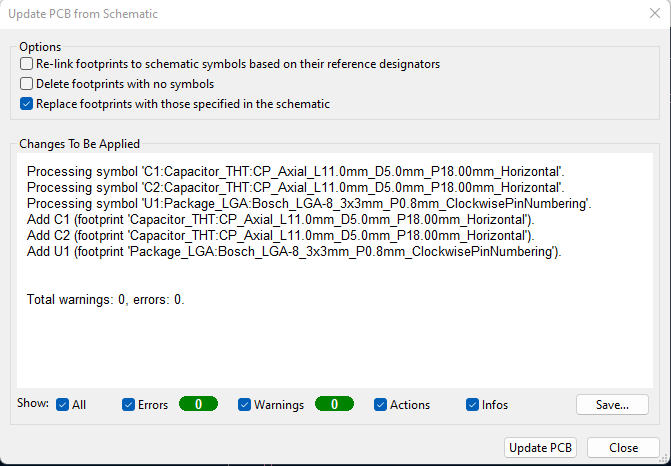 Update PCB from Schematic
Options
Re-link footprints to schematic symbols based on their reference designators
Delete footprints with no symbols
Replace footprints with those specified in the schematic
Changes To Be Applied
Processing symbol 'C1:Capacitor_THT:CP_Axial_L11.0mm_D5.0mm_P18.00mm_Horizontal'.
Processing symbol 'C2:Capacitor_THT:CP_Axial_L11.0mm_D5.0mm_P18.00mm_Horizontal'.
Processing symbol 'U1:Package_LGA:Bosch_LGA-8_3x3mm_P0.8mm_ClockwisePinNumbering'.
Add C1 (footprint 'Capacitor_THT:CP_Axial_L11.0mm_D5.0mm_P18.00mm_Horizontal').
Add C2 (footprint 'Capacitor_THT:CP_Axial_L11.0mm_D5.0mm_P18.00mm_Horizontal').
Add U1 (footprint 'Package_LGA:Bosch_LGA-8_3x3mm_P0.8mm_ClockwisePinNumbering').
Total warnings: 0, errors: 0.
Show: All Errors 0 Warnings 0 Actions Infos Save...
Update PCB Close